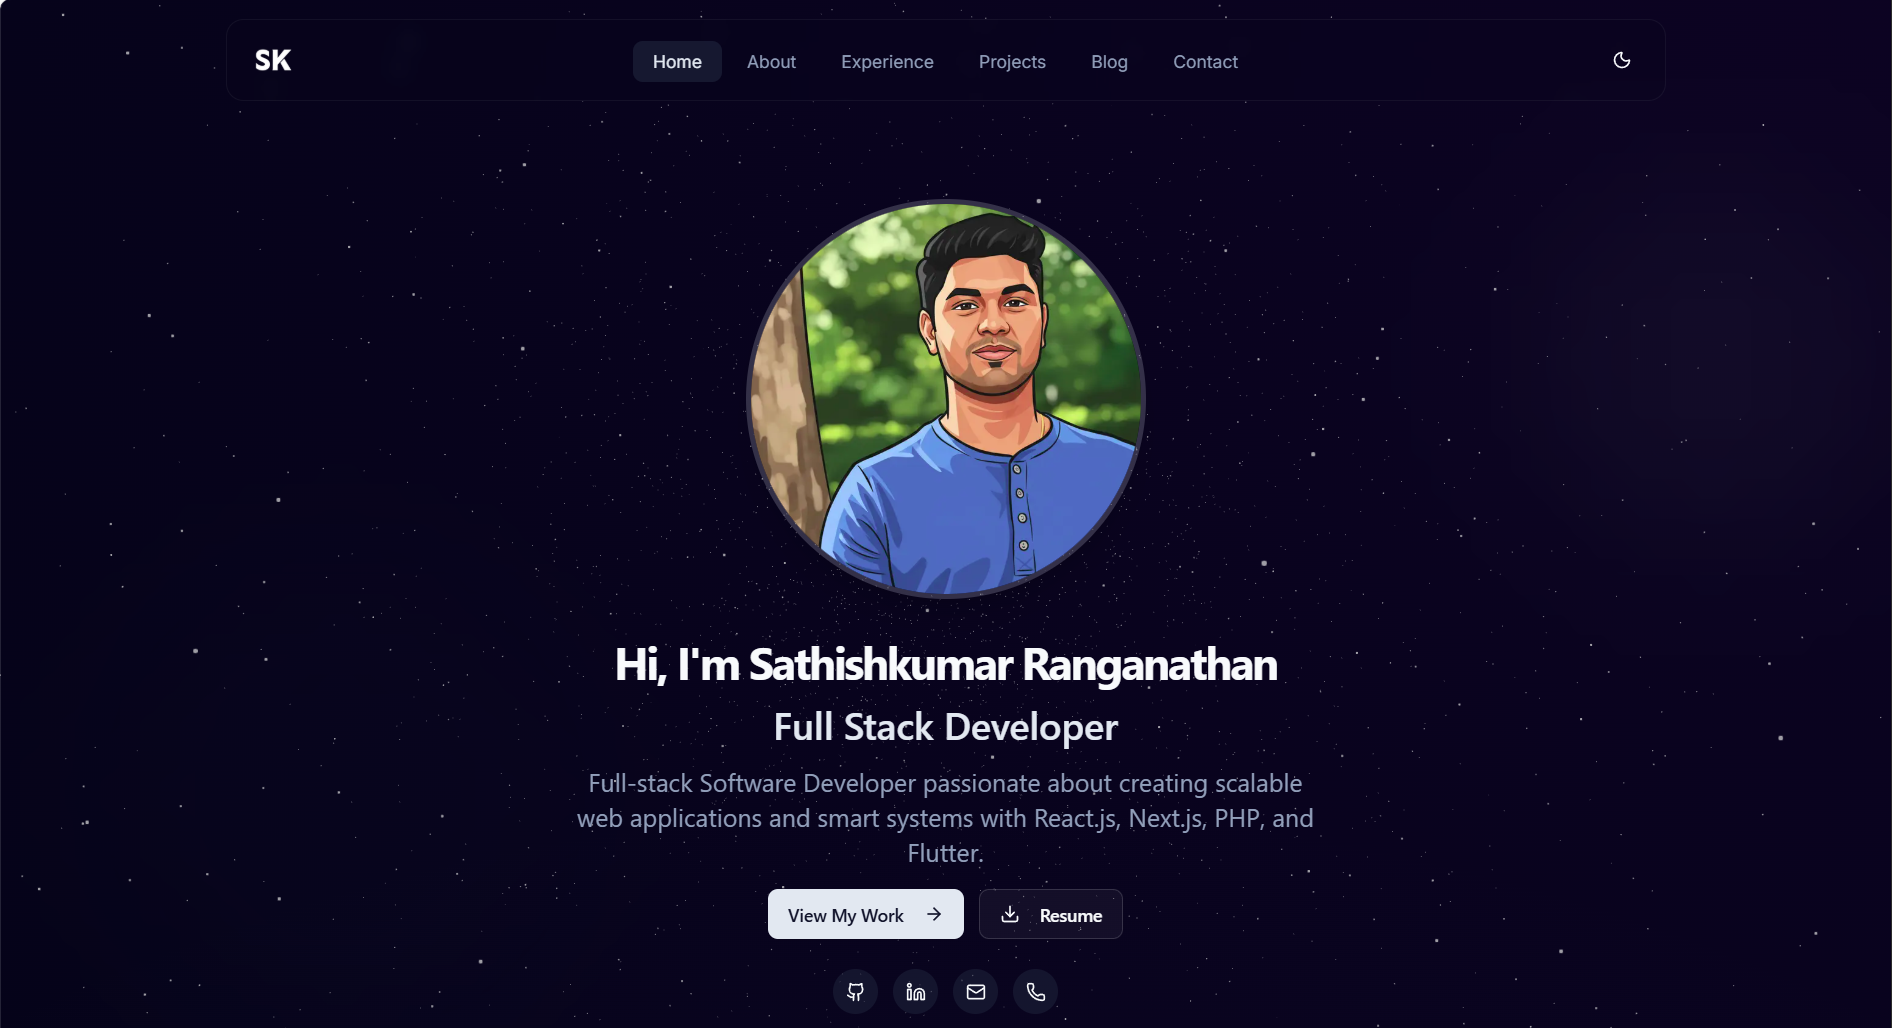 SK
Home About Experience Projects Blog Contact
Hi, I'm Sathishkumar Ranganathan
Full Stack Developer
Full-stack Software Developer passionate about creating scalable
web applications and smart systems with React.js, Next.js, PHP, and
Flutter.
View My Work Resume